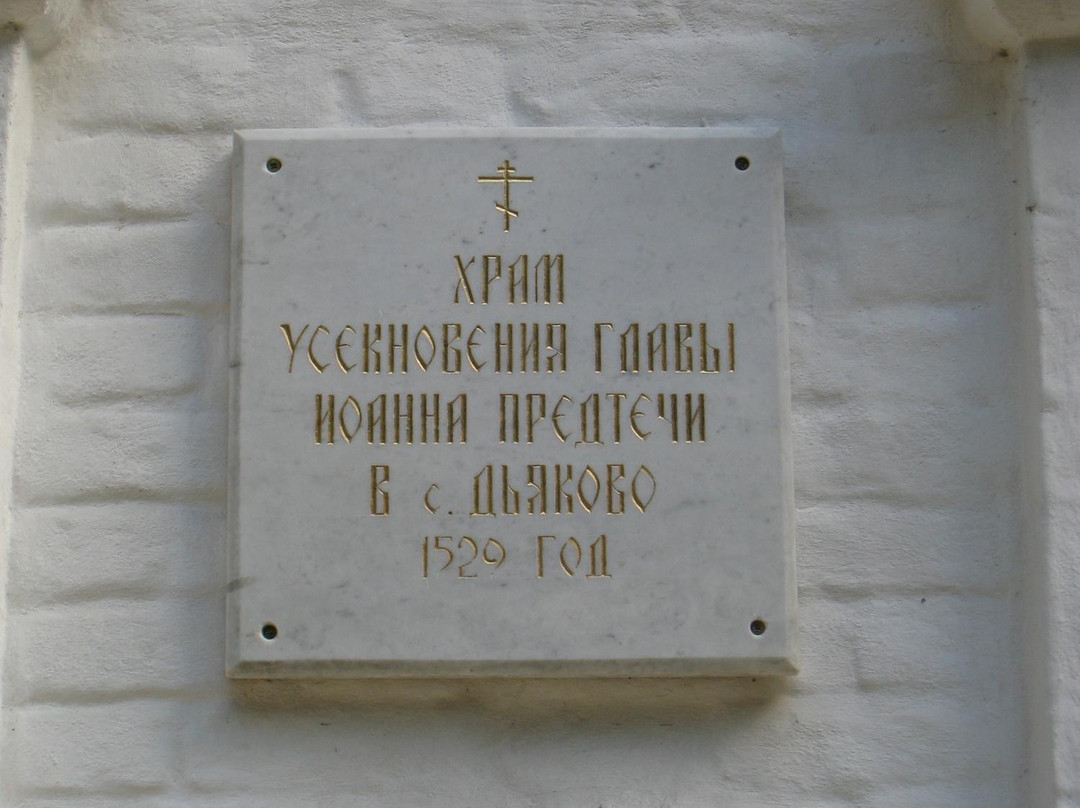 ХРАМ
УСЕКНОВЕНИЯ ГЛАВЫ
ИОАННА ПРЕДТЕЧИ
В с. ДЬЯКОВО
1529 ГОД